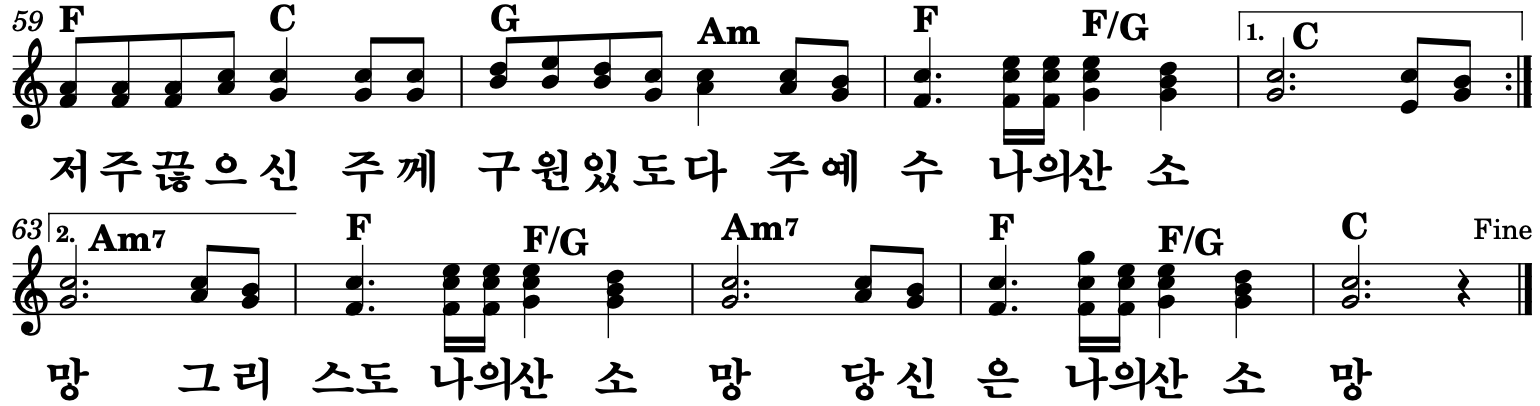 59 F C G Am F F/G 1. C
저 주 끊 으 신 주 께 구 원 있 도 다 주 예 수 나의산 소
63 2. Am7 F F/G Am7 F F/G C Fine
망 그 리 스도 나의산 소 망 당 신 은 나의산 소 망